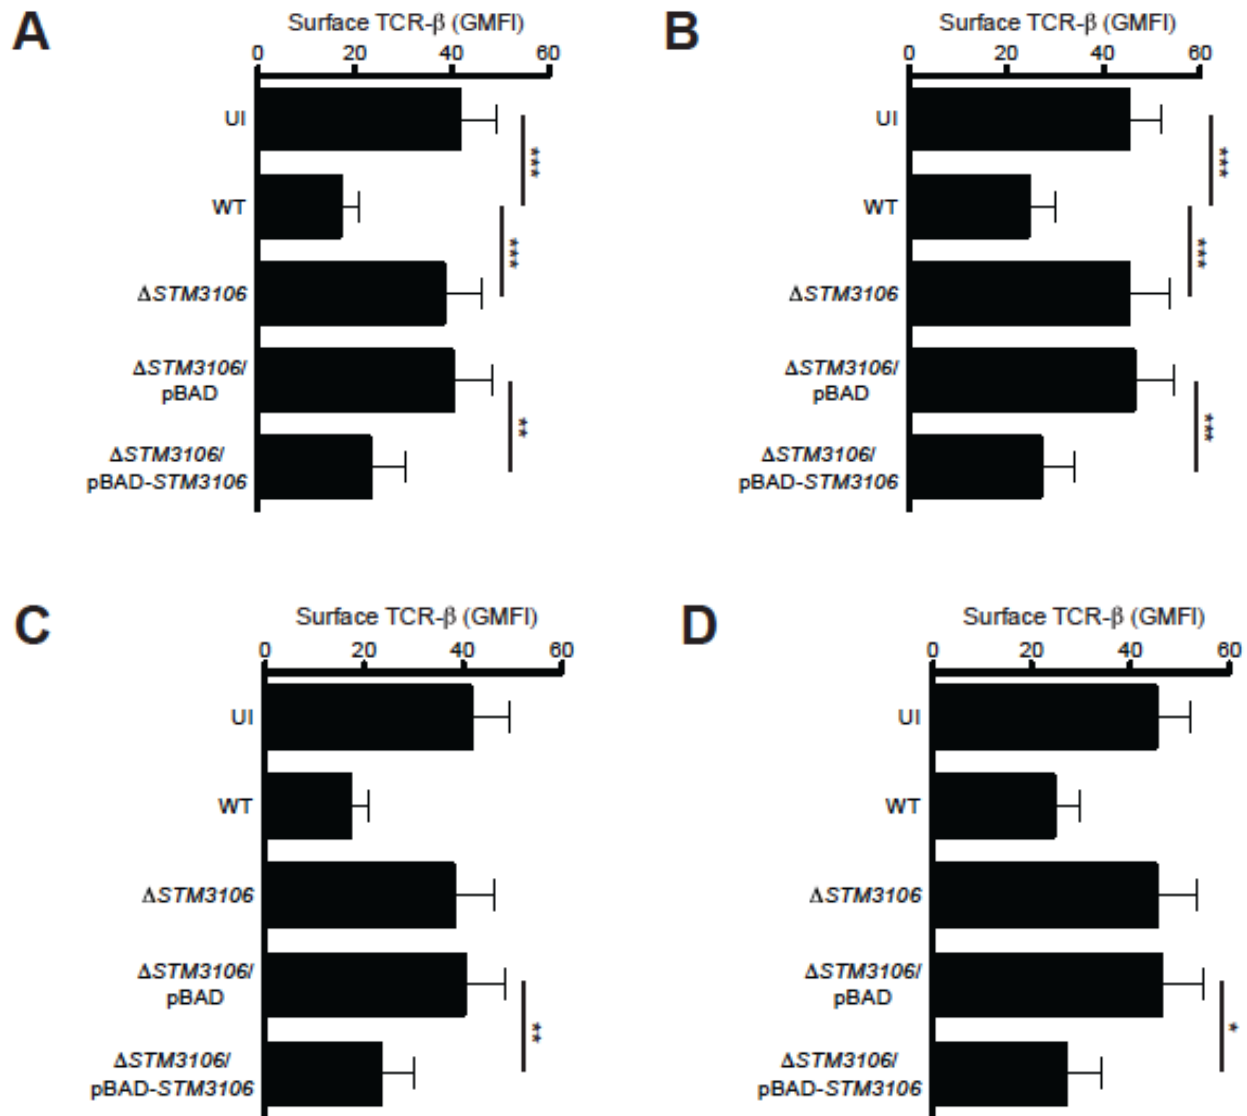 A
Surface TCR-β (GMFI)
0 20 40 60
UI
WT
ΔSTM3106
ΔSTM3106/
pBAD
ΔSTM3106/
pBAD-STM3106
***
***
**
B
Surface TCR-β (GMFI)
0 20 40 60
UI
WT
ΔSTM3106
ΔSTM3106/
pBAD
ΔSTM3106/
pBAD-STM3106
***
***
***
C
Surface TCR-β (GMFI)
0 20 40 60
UI
WT
ΔSTM3106
ΔSTM3106/
pBAD
ΔSTM3106/
pBAD-STM3106
**
D
Surface TCR-β (GMFI)
0 20 40 60
UI
WT
ΔSTM3106
ΔSTM3106/
pBAD
ΔSTM3106/
pBAD-STM3106
*